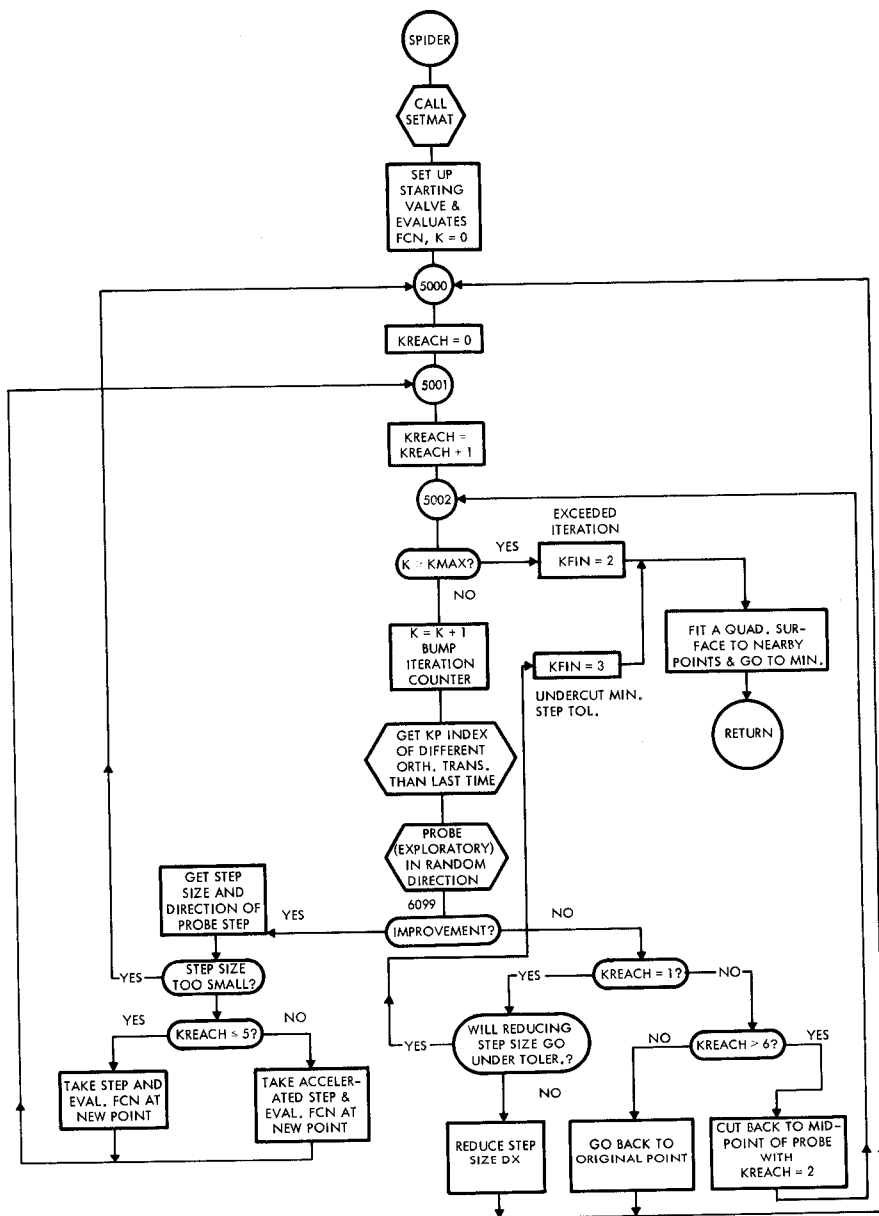 SPIDER
CALL
SETMAT
SET UP
STARTING
VALVE &
EVALUATES
FCN, K = 0
5000
KREACH = 0
5001
KREACH =
KREACH + 1
5002
EXCEEDED
ITERATION
YES
KMAX?
KFIN = 2
NO
K = K + 1
BUMP
ITERATION
COUNTER
FIT A QUAD. SUR-
FACE TO NEARBY
POINTS & GO TO MIN.
KFIN = 3
UNDERCUT MIN.
STEP TOL.
RETURN
GET KP INDEX
OF DIFFERENT
ORTH. TRANS.
THAN LAST TIME
PROBE
(EXPLORATORY)
IN RANDOM
DIRECTION
GET STEP
SIZE AND
DIRECTION OF
PROBE STEP
6099
YES
IMPROVEMENT?
NO
YES
STEP SIZE
TOO SMALL?
YES
KREACH = 1?
NO
YES
KREACH ≤ 5?
NO
YES
WILL REDUCING
STEP SIZE GO
UNDER TOLER.?
NO
KREACH > 6?
YES
TAKE STEP AND
EVAL. FCN AT
NEW POINT
TAKE ACCELER-
ATED STEP &
EVAL. FCN AT
NEW POINT
NO
REDUCE STEP
SIZE DX
GO BACK TO
ORIGINAL POINT
CUT BACK TO MID-
POINT OF PROBE
WITH
KREACH = 2